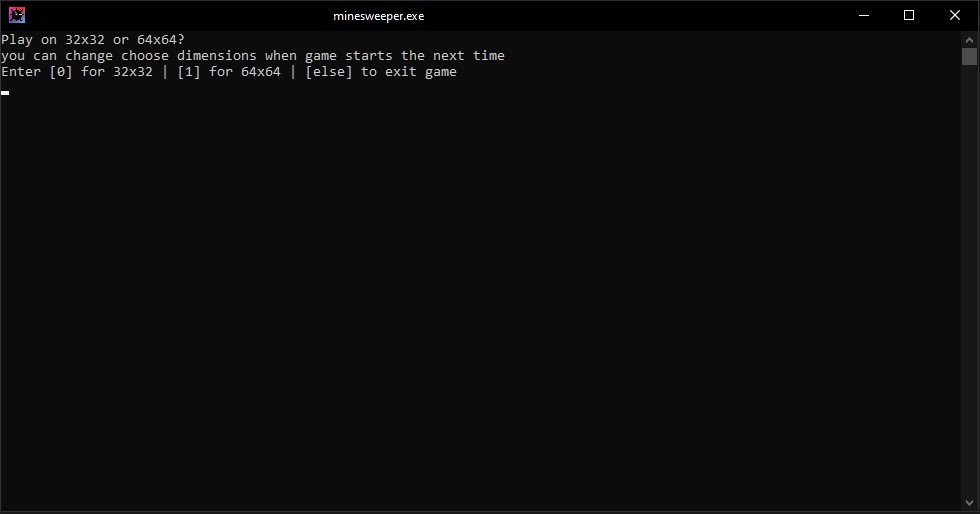 minesweeper.exe
Play on 32x32 or 64x64?
you can change choose dimensions when game starts the next time
Enter [0] for 32x32 | [1] for 64x64 | [else] to exit game